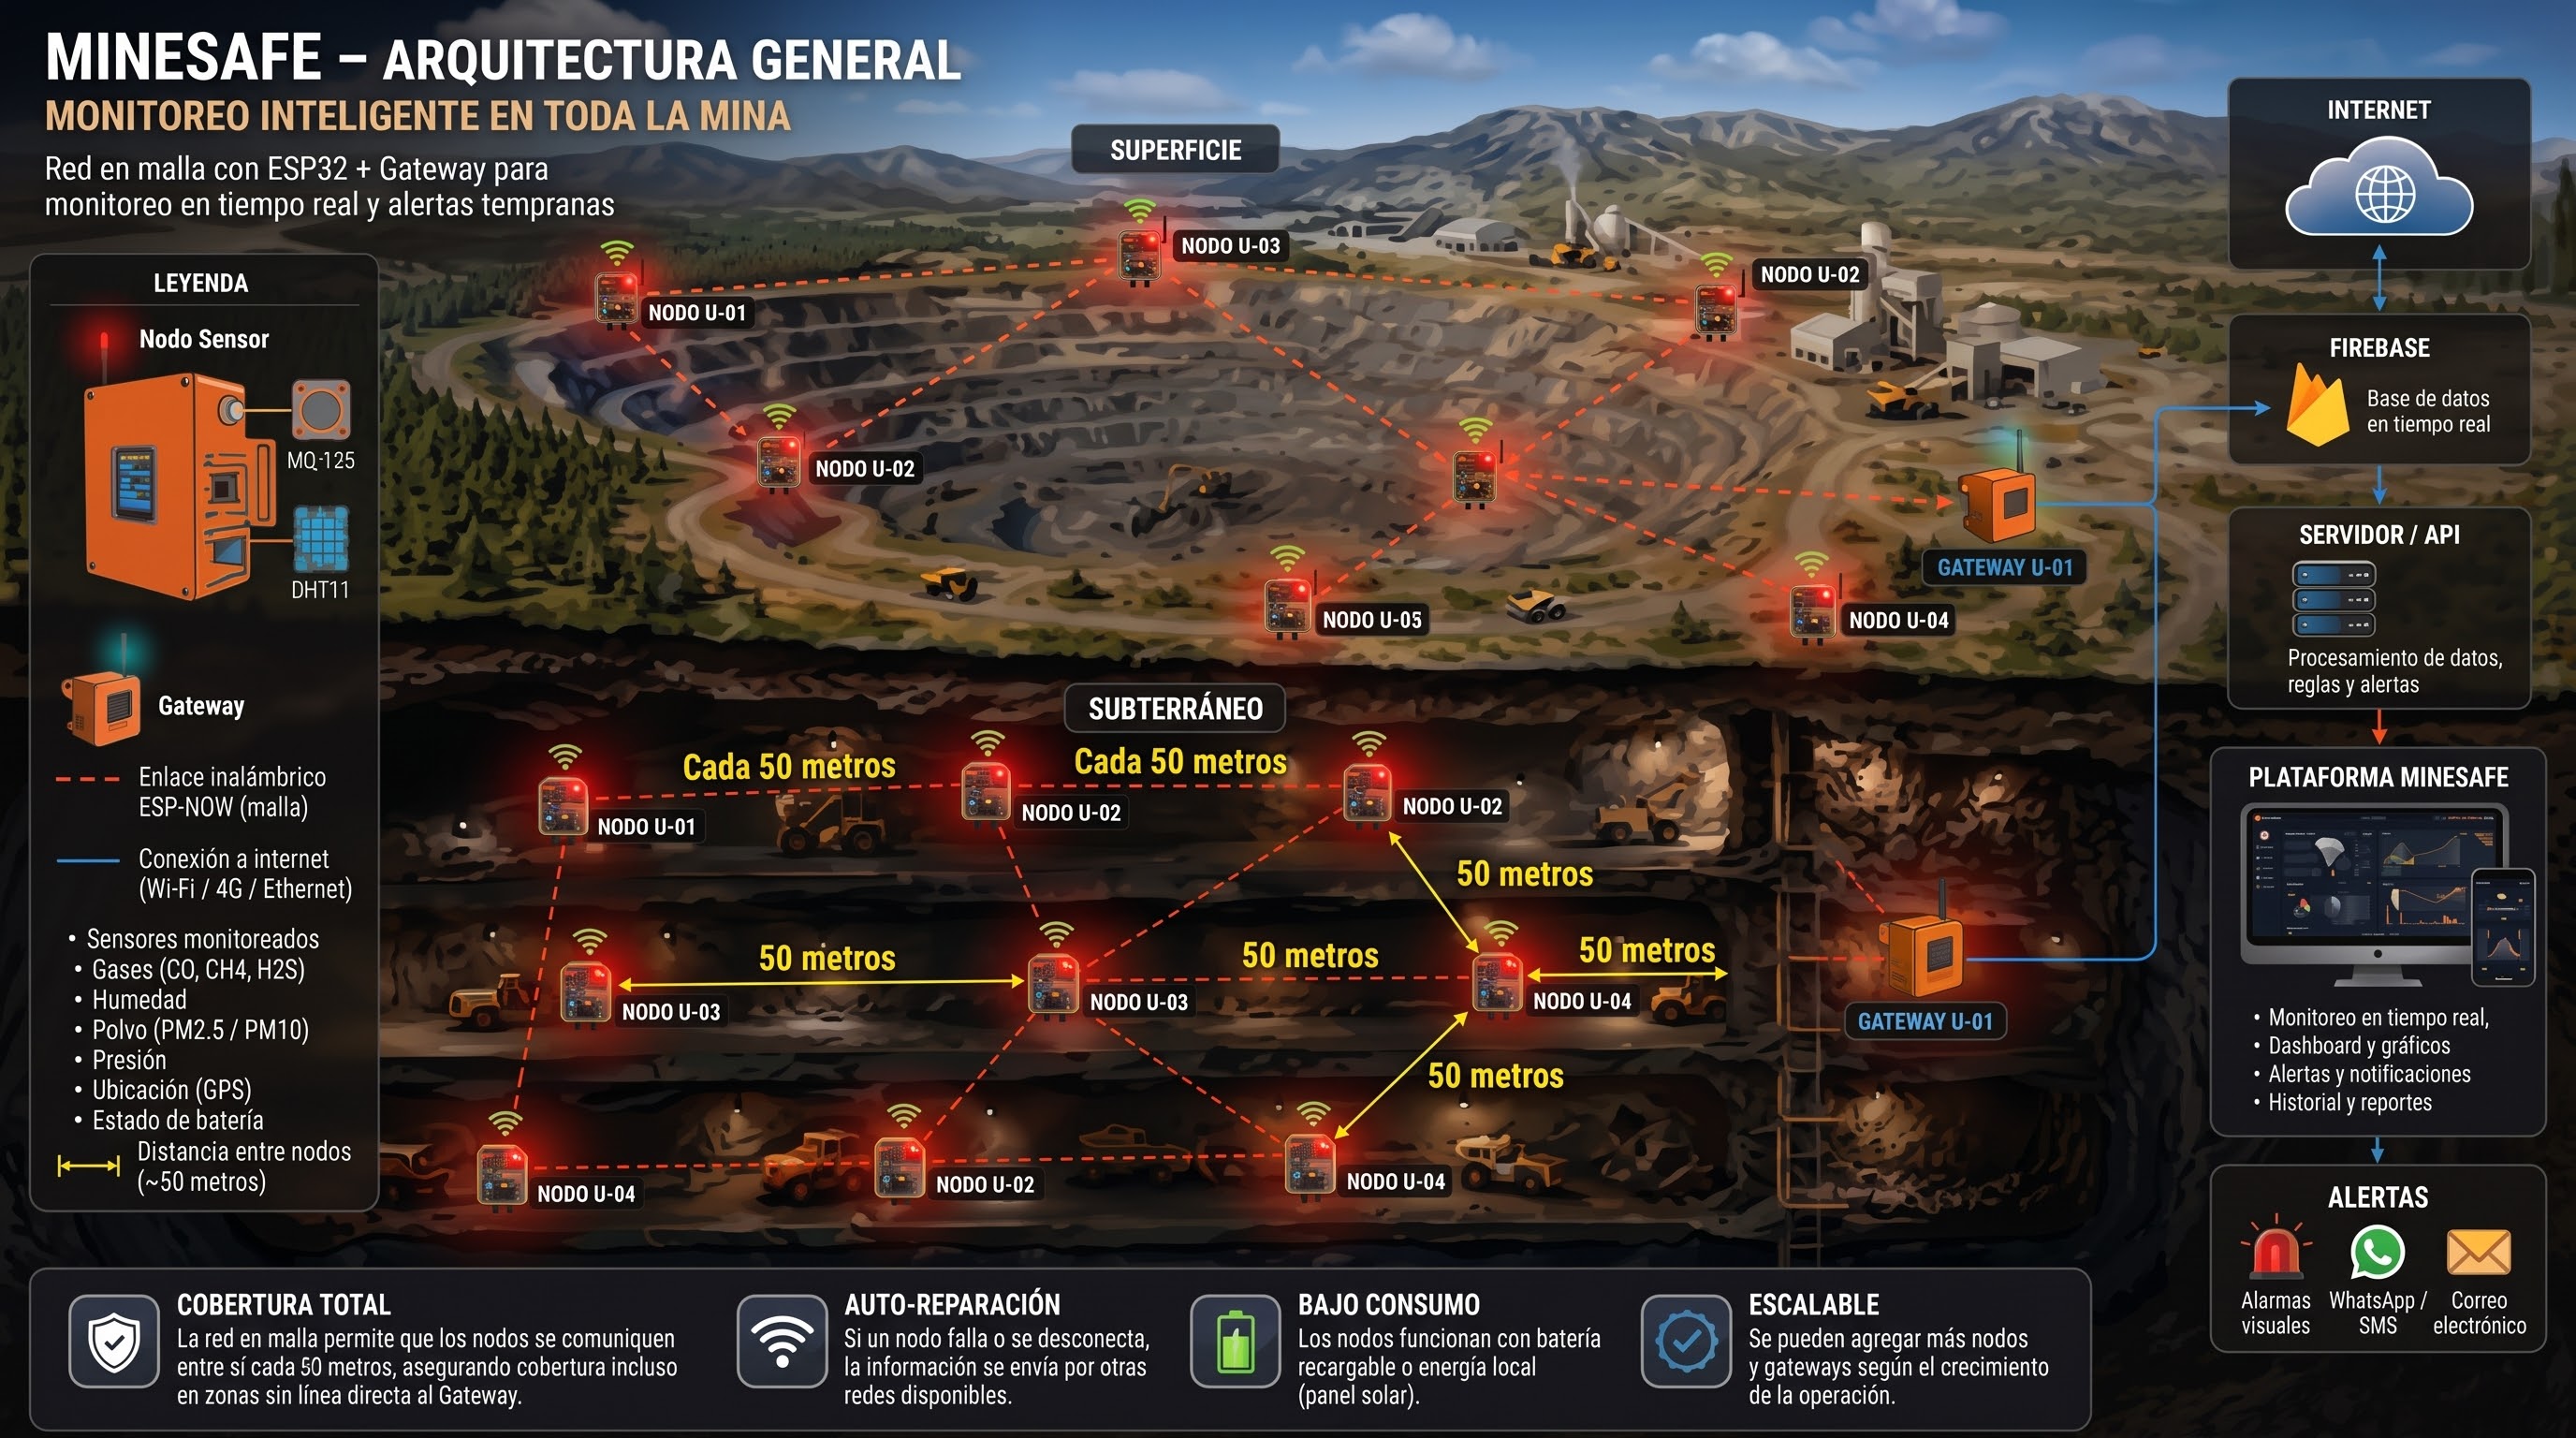 MINESAFE – ARQUITECTURA GENERAL
MONITOREO INTELIGENTE EN TODA LA MINA
Red en malla con ESP32 + Gateway para
monitoreo en tiempo real y alertas tempranas
LEYENDA
Nodo Sensor
MQ-125
DHT11
Gateway
Enlace inalámbrico
ESP-NOW (malla)
Conexión a internet
(Wi-Fi / 4G / Ethernet)
• Sensores monitoreados
• Gases (CO, CH4, H2S)
• Humedad
• Polvo (PM2.5 / PM10)
• Presión
• Ubicación (GPS)
• Estado de batería
Distancia entre nodos
(~50 metros)
SUPERFICIE
NODO U-03
NODO U-01
NODO U-02
NODO U-02
NODO U-05
NODO U-04
GATEWAY U-01
SUBTERRÁNEO
Cada 50 metros
Cada 50 metros
NODO U-01
NODO U-02
NODO U-02
50 metros
50 metros
50 metros
50 metros
NODO U-03
NODO U-03
NODO U-04
GATEWAY U-01
50 metros
NODO U-04
NODO U-02
NODO U-04
INTERNET
FIREBASE
Base de datos
en tiempo real
SERVIDOR / API
Procesamiento de datos,
reglas y alertas
PLATAFORMA MINESAFE
• Monitoreo en tiempo real,
• Dashboard y gráficos
• Alertas y notificaciones
• Historial y reportes
ALERTAS
Alarmas
visuales
WhatsApp /
SMS
Correo
electrónico
COBERTURA TOTAL
La red en malla permite que los nodos se comuniquen
entre sí cada 50 metros, asegurando cobertura incluso
en zonas sin línea directa al Gateway.
AUTO-REPARACIÓN
Si un nodo falla o se desconecta,
la información se envía por otras
redes disponibles.
BAJO CONSUMO
Los nodos funcionan con batería
recargable o energía local
(panel solar).
ESCALABLE
Se pueden agregar más nodos
y gateways según el crecimiento
de la operación.